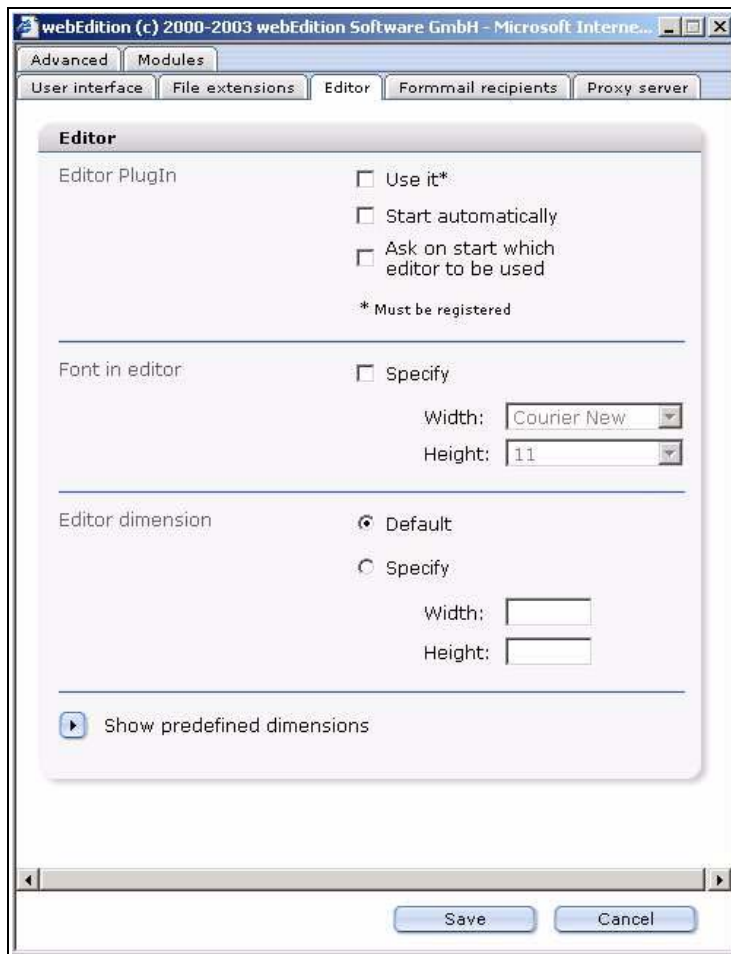 webEdition (c) 2000-2003 webEdition Software GmbH - Microsoft Interne...
Advanced Modules
User interface File extensions Editor Formmail recipients Proxy server
Editor
Editor PlugIn
Use it*
Start automatically
Ask on start which
editor to be used
* Must be registered
Font in editor
Specify
Width: Courier New
Height: 11
Editor dimension
Default
Specify
Width:
Height:
Show predefined dimensions
Save Cancel